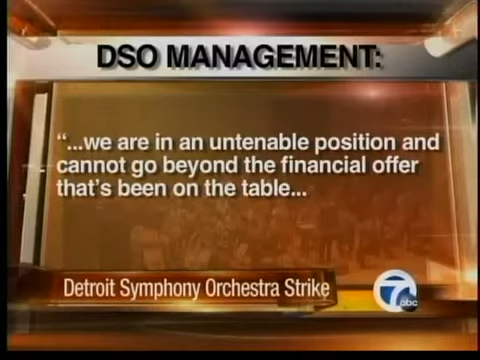 DSO MANAGEMENT:
“...we are in an untenable position and
cannot go beyond the financial offer
that's been on the table...
Detroit Symphony Orchestra Strike
7
abc